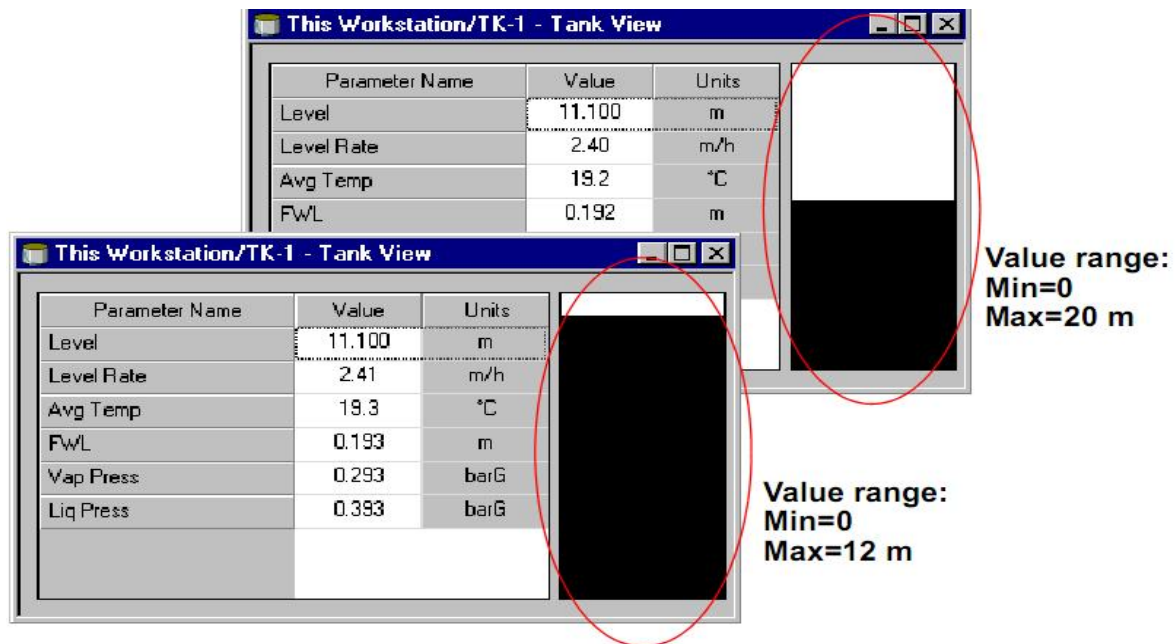 This Workstation/TK-1 - Tank View
Parameter Name Value Units
Level 11.100 m
Level Rate 2.40 m/h
Avg Temp 19.2 °C
FWL 0.192 m
Value range:
Min=0
Max=20 m
This Workstation/TK-1 - Tank View
Parameter Name Value Units
Level 11.100 m
Level Rate 2.41 m/h
Avg Temp 19.3 °C
FWL 0.193 m
Vap Press 0.293 barG
Liq Press 0.393 barG
Value range:
Min=0
Max=12 m